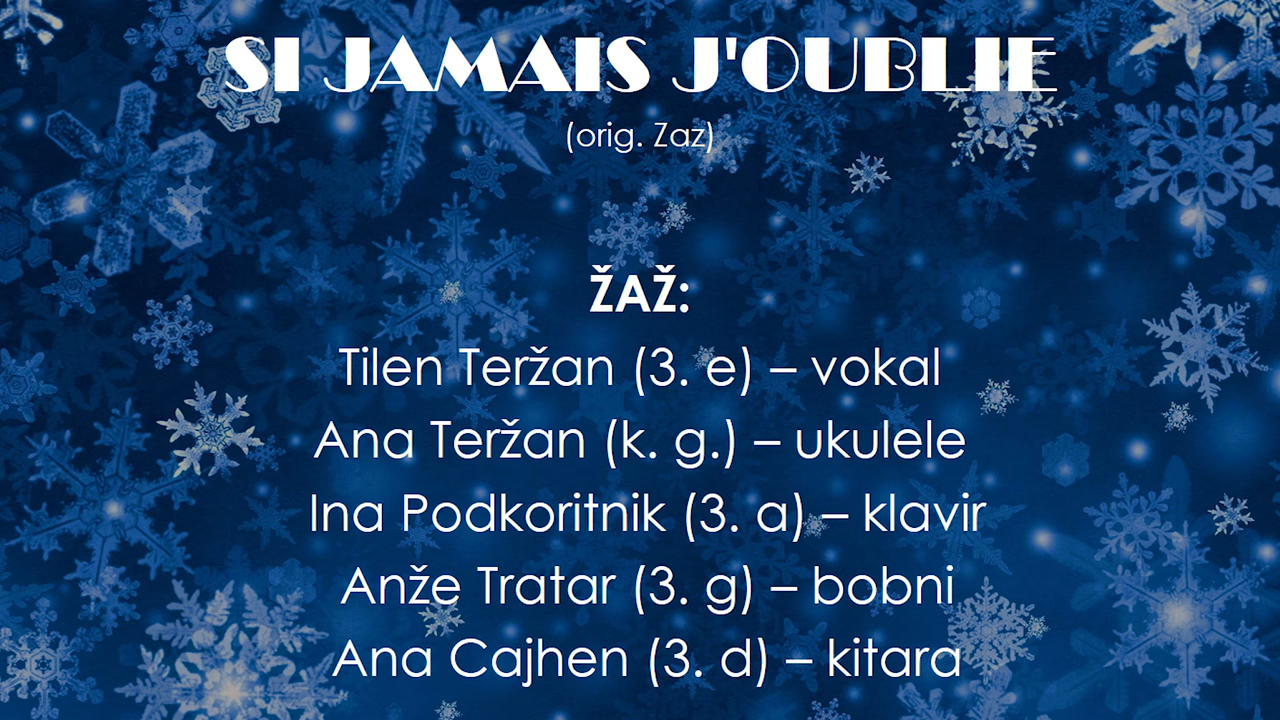 SI JAMAIS J'OUBLIE
(orig. Zaz)
ŽAŽ:
Tilen Teržan (3. e) – vokal
Ana Teržan (k. g.) – ukulele
Ina Podkoritnik (3. a) – klavir
Anže Tratar (3. g) – bobni
Ana Cajhen (3. d) – kitara